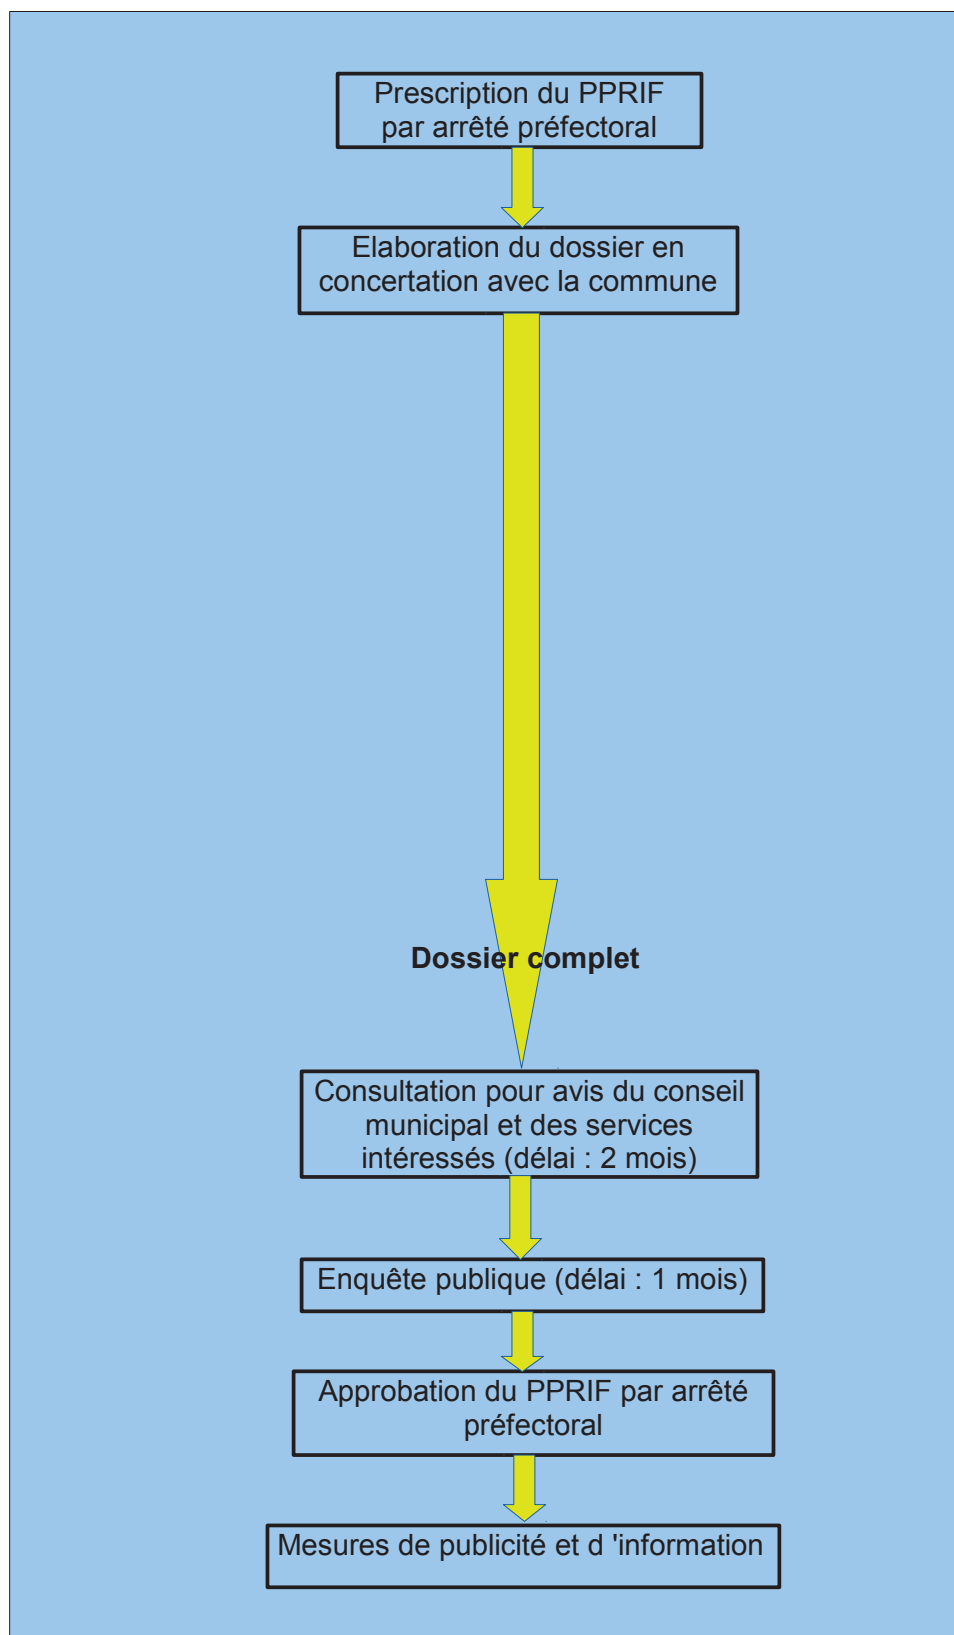 Prescription du PPRIF
par arrêté préfectoral
Elaboration du dossier en
concertation avec la commune
Dossier complet
Consultation pour avis du conseil
municipal et des services
intéressés (délai : 2 mois)
Enquête publique (délai : 1 mois)
Approbation du PPRIF par arrêté
préfectoral
Mesures de publicité et d 'information